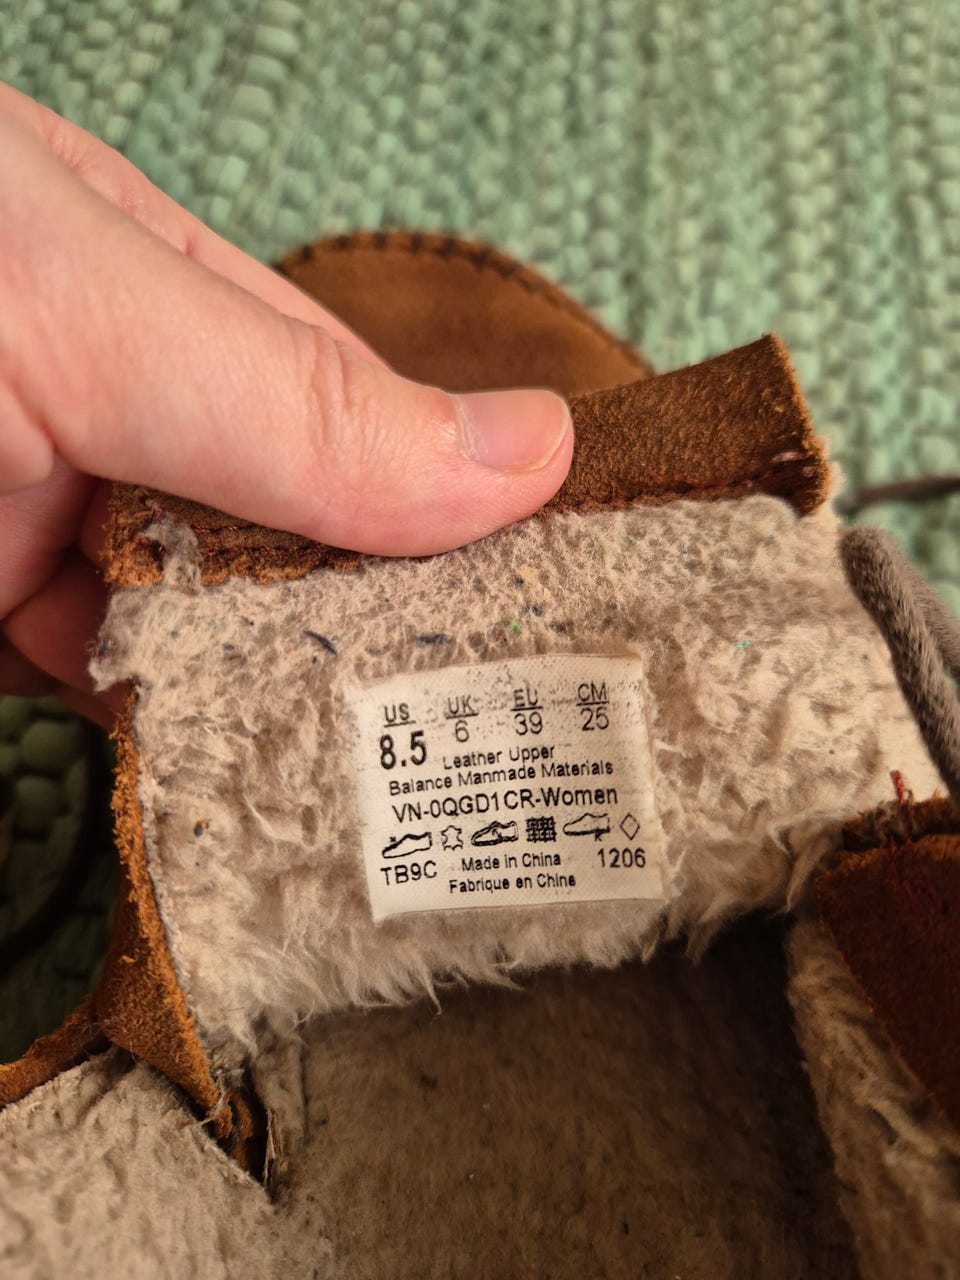 US UK EU CM
8.5 6 39 25
Leather Upper
Balance Manmade Materials
VN-0QGD1CR-Women
TB9C Made in China 1206
Fabrique en Chine